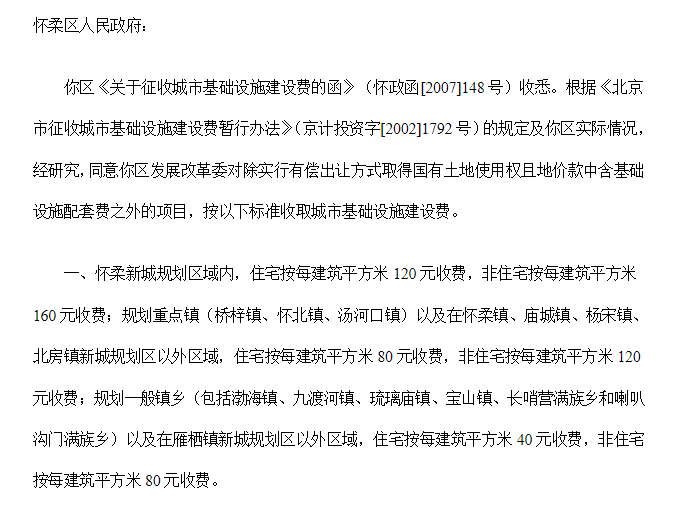 怀柔区人民政府：
你区《关于征收城市基础设施建设费的函》（怀政函[2007]148号）收悉。根据《北京
市征收城市基础设施建设费暂行办法》（京计投资字[2002]1792号）的规定及你区实际情况，
经研究，同意你区发展改革委对除实行有偿出让方式取得国有土地使用权且地价款中含基础
设施配套费之外的项目，按以下标准收取城市基础设施建设费。
一、怀柔新城规划区域内，住宅按每建筑平方米120元收费，非住宅按每建筑平方米
160元收费；规划重点镇（桥梓镇、怀北镇、汤河口镇）以及在怀柔镇、庙城镇、杨宋镇、
北房镇新城规划区以外区域，住宅按每建筑平方米80元收费，非住宅按每建筑平方米120
元收费；规划一般镇乡（包括渤海镇、九渡河镇、琉璃庙镇、宝山镇、长哨营满族乡和喇叭
沟门满族乡）以及在雁栖镇新城规划区以外区域，住宅按每建筑平方米40元收费，非住宅
按每建筑平方米80元收费。